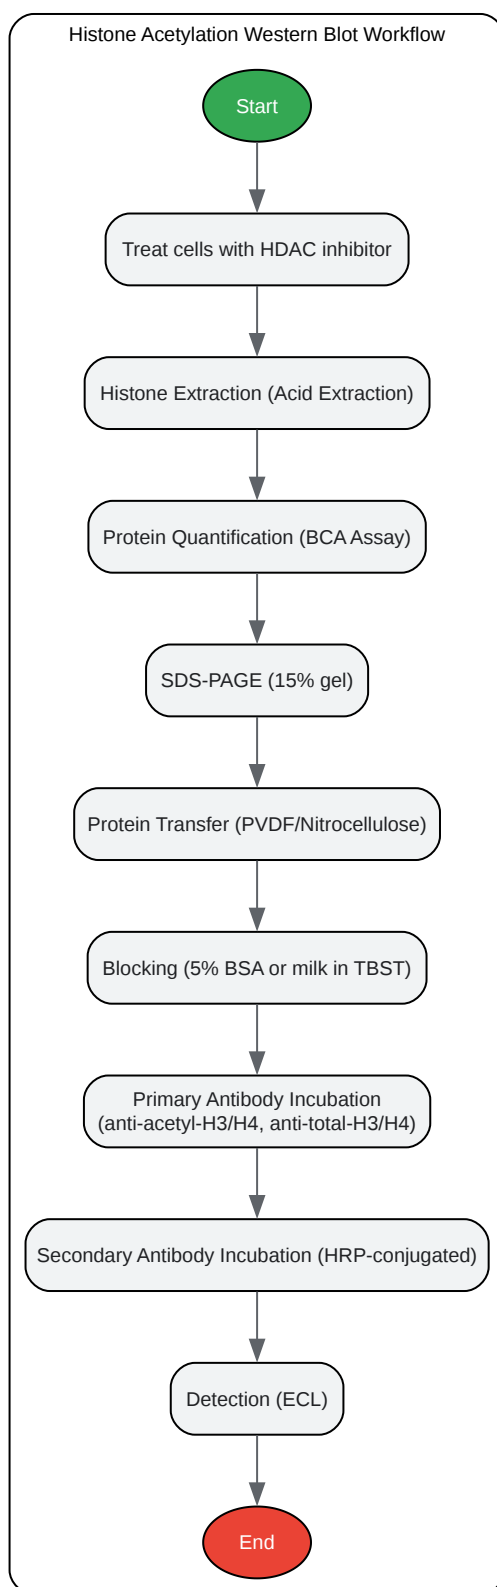 Histone Acetylation Western Blot Workflow
Start
Treat cells with HDAC inhibitor
Histone Extraction (Acid Extraction)
Protein Quantification (BCA Assay)
SDS-PAGE (15% gel)
Protein Transfer (PVDF/Nitrocellulose)
Blocking (5% BSA or milk in TBST)
Primary Antibody Incubation
(anti-acetyl-H3/H4, anti-total-H3/H4)
Secondary Antibody Incubation (HRP-conjugated)
Detection (ECL)
End